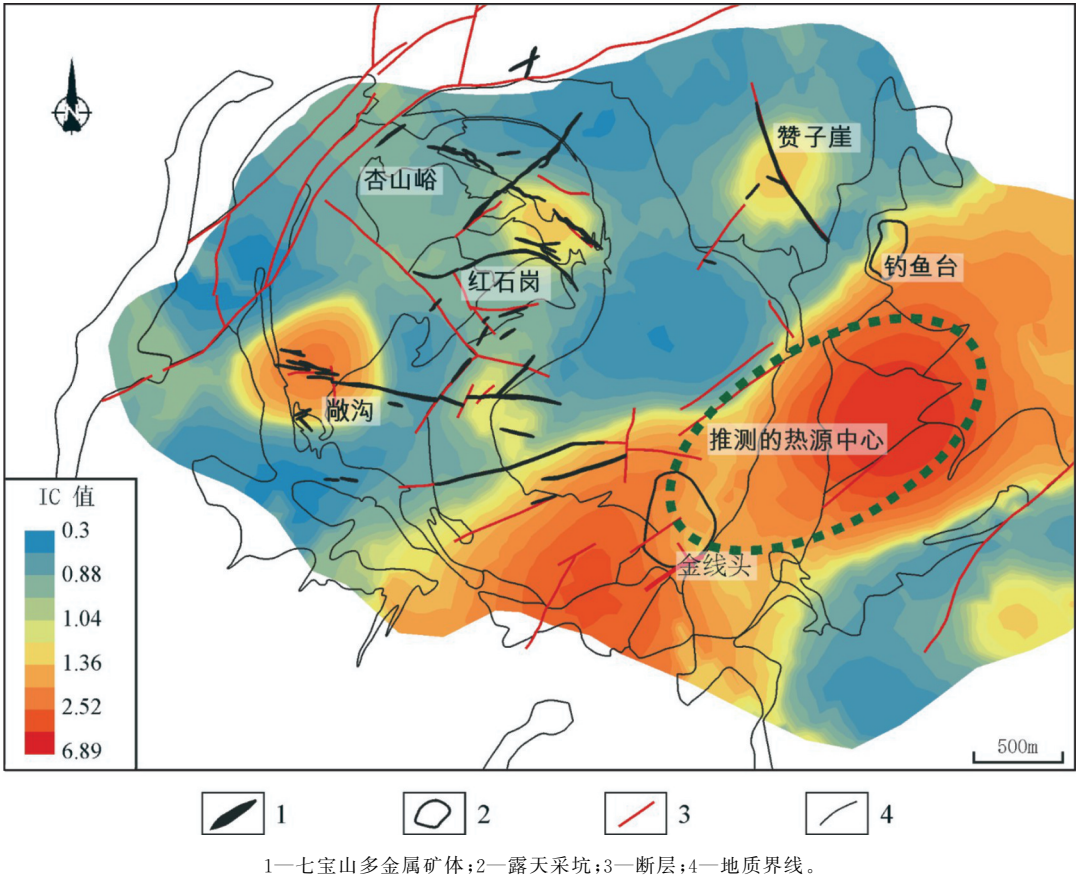 N
赞子崖
杏山峪
钓鱼台
红石岗
敞沟
推测的热源中心
金线头
IC 值
0.3
0.88
1.04
1.36
2.52
6.89
500m
1
2
3
4
1—七宝山多金属矿体;2—露天采坑;3—断层;4—地质界线。